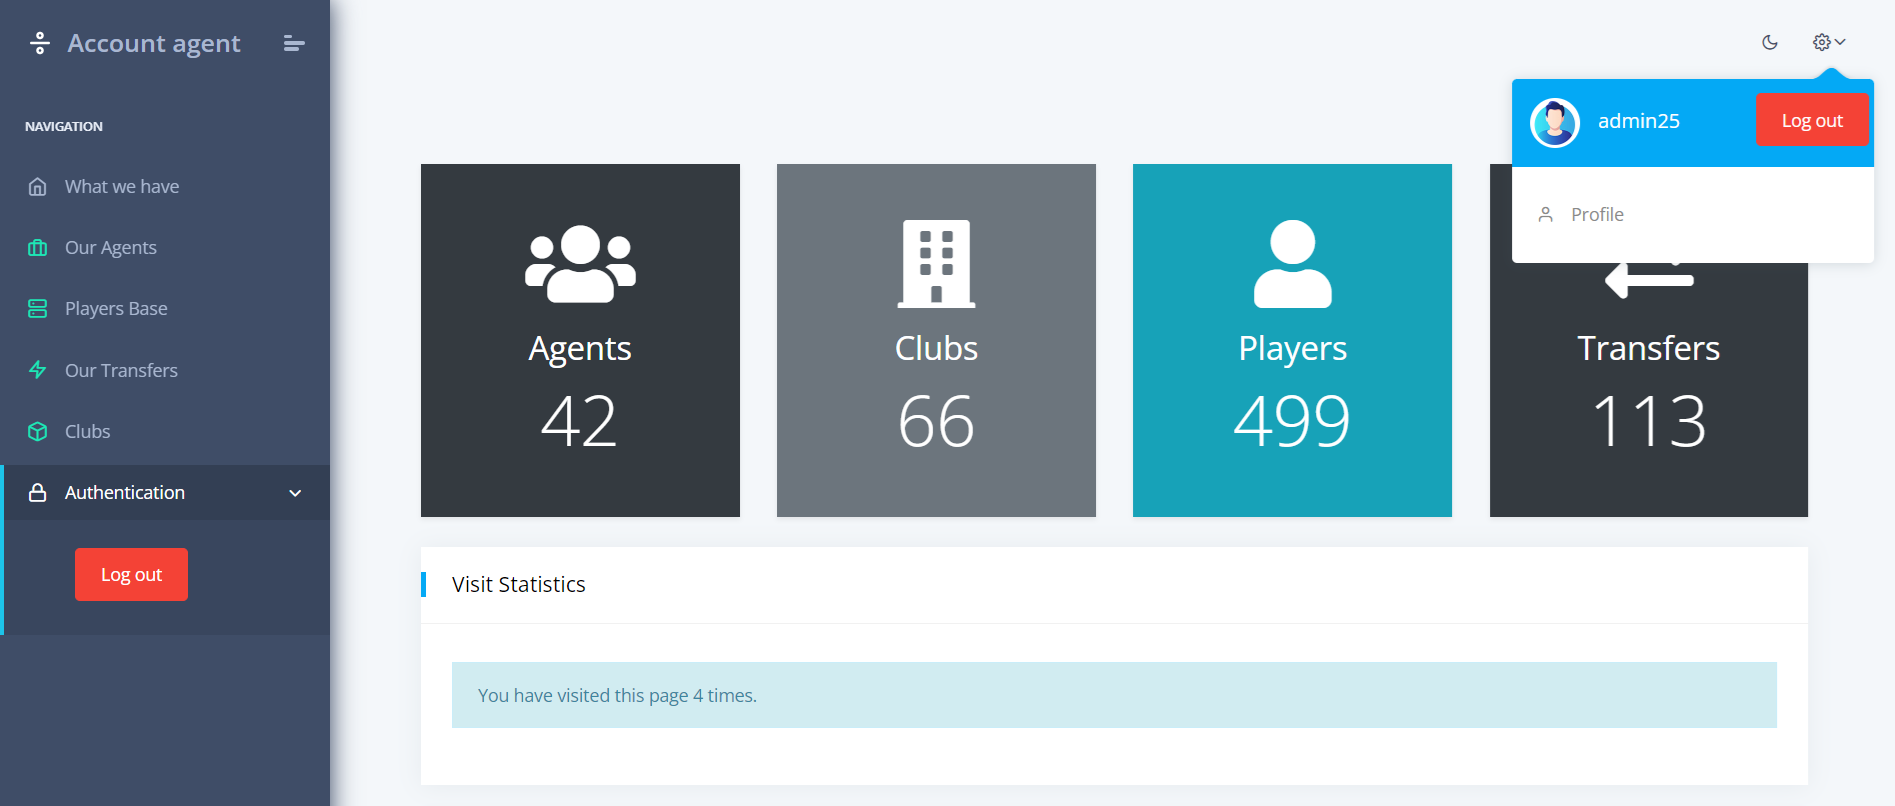 Account agent
NAVIGATION
What we have
Our Agents
Players Base
Our Transfers
Clubs
Authentication
Log out
admin25
Log out
Profile
Agents
42
Clubs
66
Players
499
Transfers
113
Visit Statistics
You have visited this page 4 times.